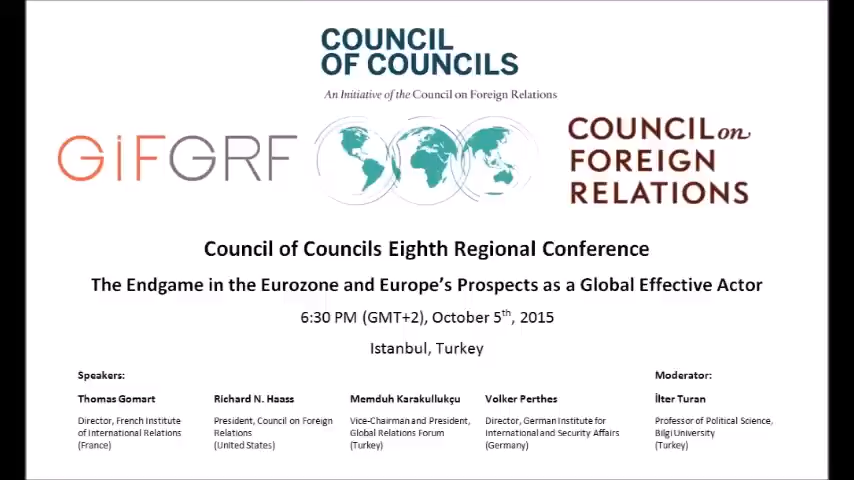 COUNCIL
OF COUNCILS
An Initiative of the Council on Foreign Relations
GiFGRF
COUNCIL on
FOREIGN
RELATIONS
Council of Councils Eighth Regional Conference
The Endgame in the Eurozone and Europe's Prospects as a Global Effective Actor
6:30 PM (GMT+2), October 5th, 2015
Istanbul, Turkey
Speakers:
Thomas Gomart
Director, French Institute
of International Relations
(France)
Richard N. Haass
President, Council on Foreign
Relations
(United States)
Memduh Karakullukçu
Vice-Chairman and President,
Global Relations Forum
(Turkey)
Volker Perthes
Director, German Institute for
International and Security Affairs
(Germany)
Moderator:
İlter Turan
Professor of Political Science,
Bilgi University
(Turkey)